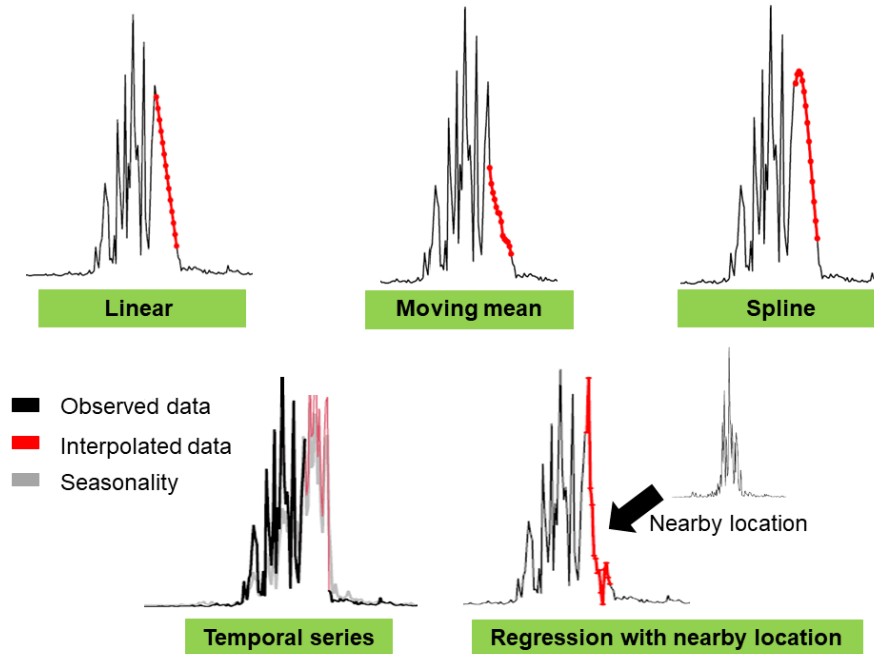 Linear
Moving mean
Spline
Observed data
Interpolated data
Seasonality
Nearby location
Temporal series
Regression with nearby location